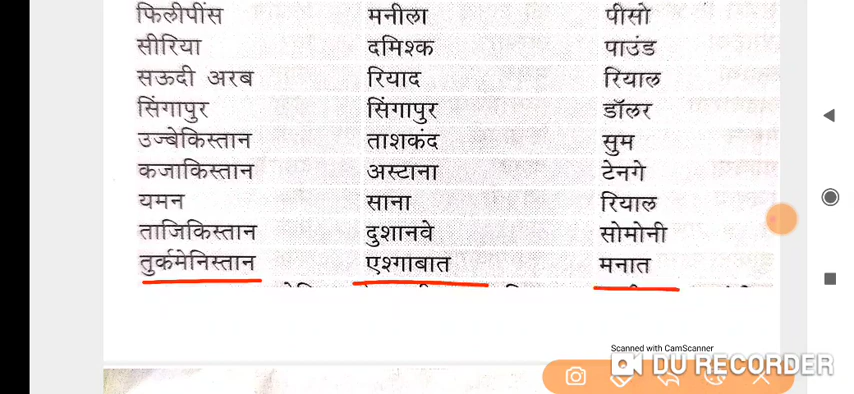 फिलीपींस मनीला पीसो
सीरिया दमिश्क पाउंड
सऊदी अरब रियाद रियाल
सिंगापुर सिंगापुर डॉलर
उज्बेकिस्तान ताशकंद सुम
कजाकिस्तान अस्टाना टेनगे
यमन साना रियाल
ताजिकिस्तान दुशानवे सोमोनी
तुर्कमेनिस्तान एश्गाबात मनात
Scanned with CamScanner
DU RECORDER